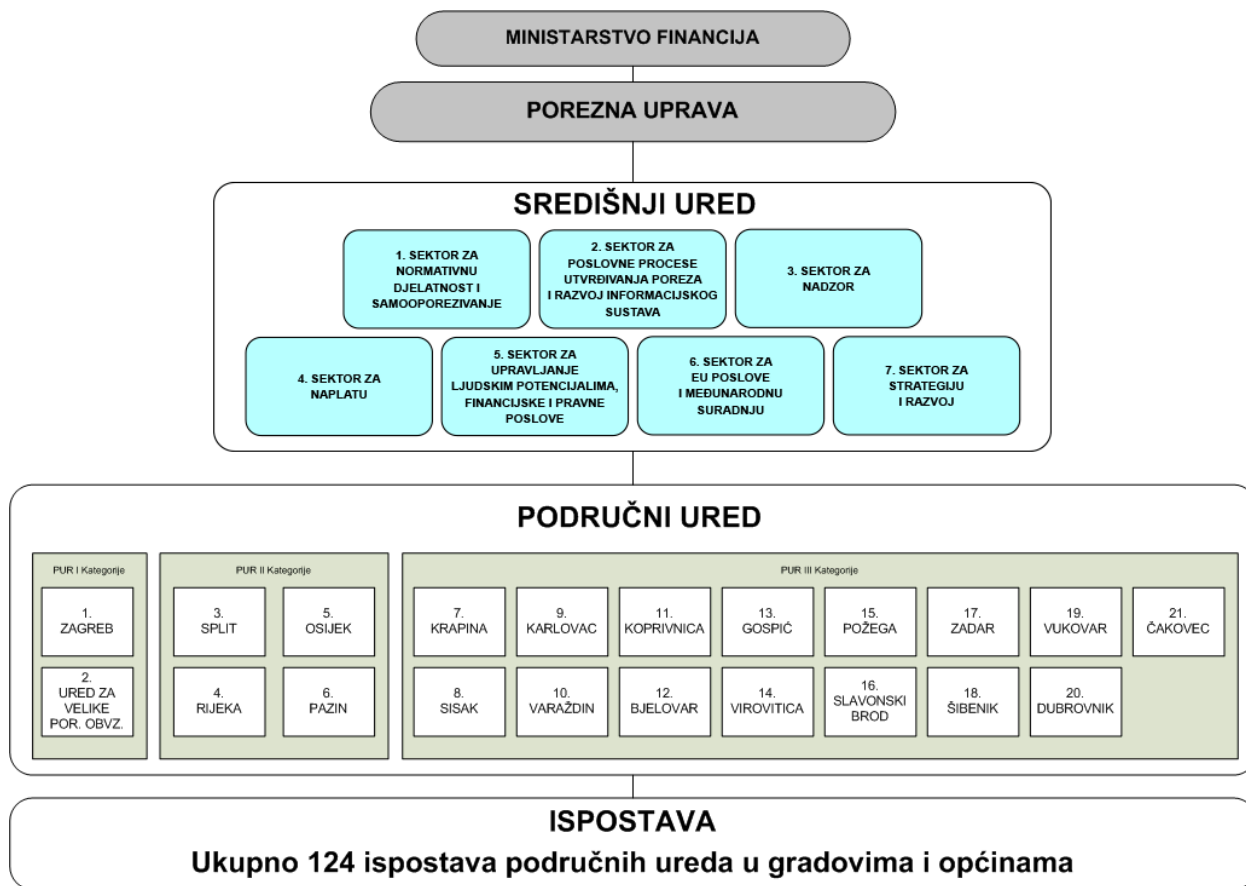 MINISTARSTVO FINANCIJA
POREZNA UPRAVA
SREDIŠNJI URED
1. SEKTOR ZA
NORMATIVNU
DJELATNOST I
SAMOOPOREZIVANJE
2. SEKTOR ZA
POSLOVNE PROCESE
UTVRĐIVANJA POREZA
I RAZVOJ INFORMACIJSKOG
SUSTAVA
3. SEKTOR ZA
NADZOR
4. SEKTOR ZA
NAPLATU
5. SEKTOR ZA
UPRAVLJANJE
LJUDSKIM POTENCIJALIMA,
FINANCIJSKE I PRAVNE
POSLOVE
6. SEKTOR ZA
EU POSLOVE
I MEĐUNARODNU
SURADNJU
7. SEKTOR ZA
STRATEGIJU
I RAZVOJ
PODRUČNI URED
PUR I Kategorije
1.
ZAGREB
2.
URED ZA
VELIKE
POR. OBVZ.
PUR II Kategorije
3.
SPLIT
4.
RIJEKA
5.
OSIJEK
6.
PAZIN
PUR III Kategorije
7.
KRAPINA
8.
SISAK
9.
KARLOVAC
10.
VARAŽDIN
11.
KOPRIVNICA
12.
BJELOVAR
13.
GOSPIĆ
14.
VIROVITICA
15.
POŽEGA
16.
SLAVONSKI
BROD
17.
ZADAR
18.
ŠIBENIK
19.
VUKOVAR
20.
DUBROVNIK
21.
ČAKOVEC
ISPOSTAVA
Ukupno 124 ispostava područnih ureda u gradovima i općinama